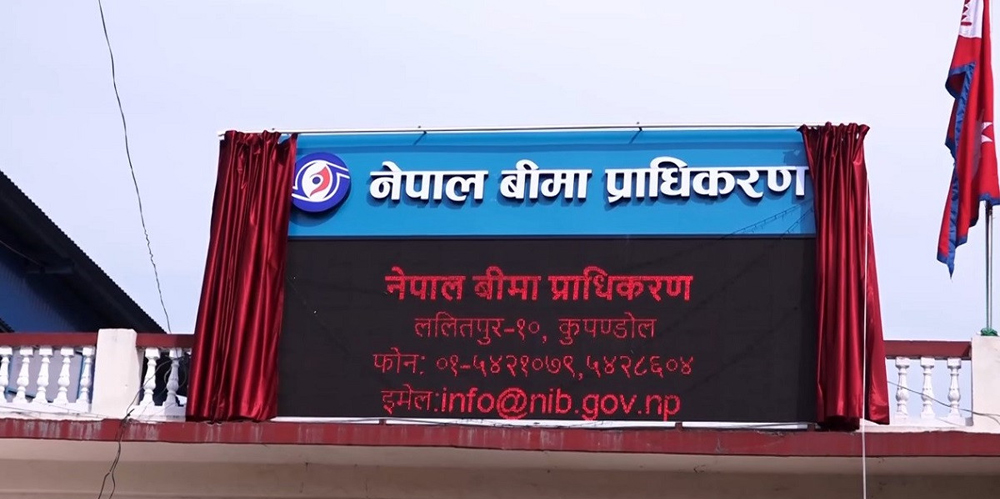 नेपाल बीमा प्राधिकरण
नेपाल बीमा प्राधिकरण
ललितपुर-१०, कुपण्डोल
फोन: ०१-५४२१०७९,५४२८६०४
इमेल:info@nib.gov.np